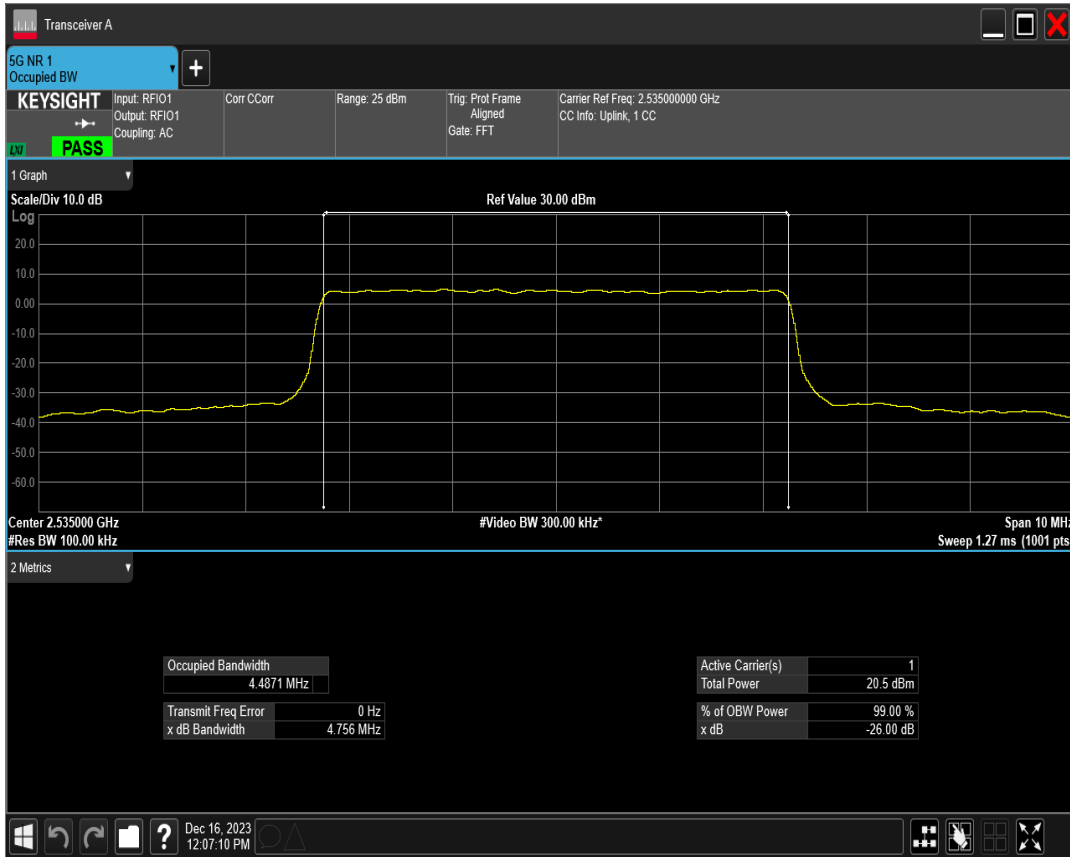 Transceiver A
5G NR 1
Occupied BW
+
KEYSIGHT
LXI
PASS
Input: RFIO1
Output: RFIO1
Coupling: AC
Corr CCorr
Range: 25 dBm
Trig: Prot Frame
Aligned
Gate: FFT
Carrier Ref Freq: 2.535000000 GHz
CC Info: Uplink, 1 CC
1 Graph
Scale/Div 10.0 dB
Ref Value 30.00 dBm
Log
20.0
10.0
0.00
-10.0
-20.0
-30.0
-40.0
-50.0
-60.0
Center 2.535000 GHz
#Video BW 300.00 kHz*
Span 10 MHz
#Res BW 100.00 kHz
Sweep 1.27 ms (1001 pts
2 Metrics
Occupied Bandwidth
4.4871 MHz
Transmit Freq Error 0 Hz
x dB Bandwidth 4.756 MHz
Active Carrier(s) 1
Total Power 20.5 dBm
% of OBW Power 99.00 %
x dB -26.00 dB
?
Dec 16, 2023
12:07:10 PM